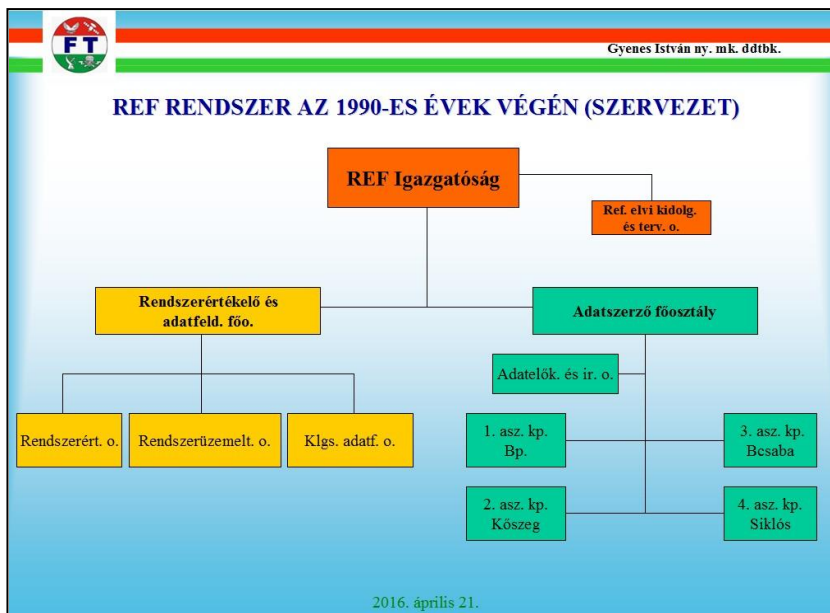 FT
Gyenes István ny. mk. ddtbk.
REF RENDSZER AZ 1990-ES ÉVEK VÉGÉN (SZERVEZET)
REF Igazgatóság
Ref. elvi kidolg.
és terv. o.
Rendszerértékelő és
adatfeld. főo.
Adatszerző főosztály
Adatelők. és ir. o.
Rendszerért. o.
Rendszerüzemelt. o.
Klgs. adatf. o.
1. asz. kp.
Bp.
3. asz. kp.
Bcsaba
2. asz. kp.
Kőszeg
4. asz. kp.
Siklós
2016. április 21.